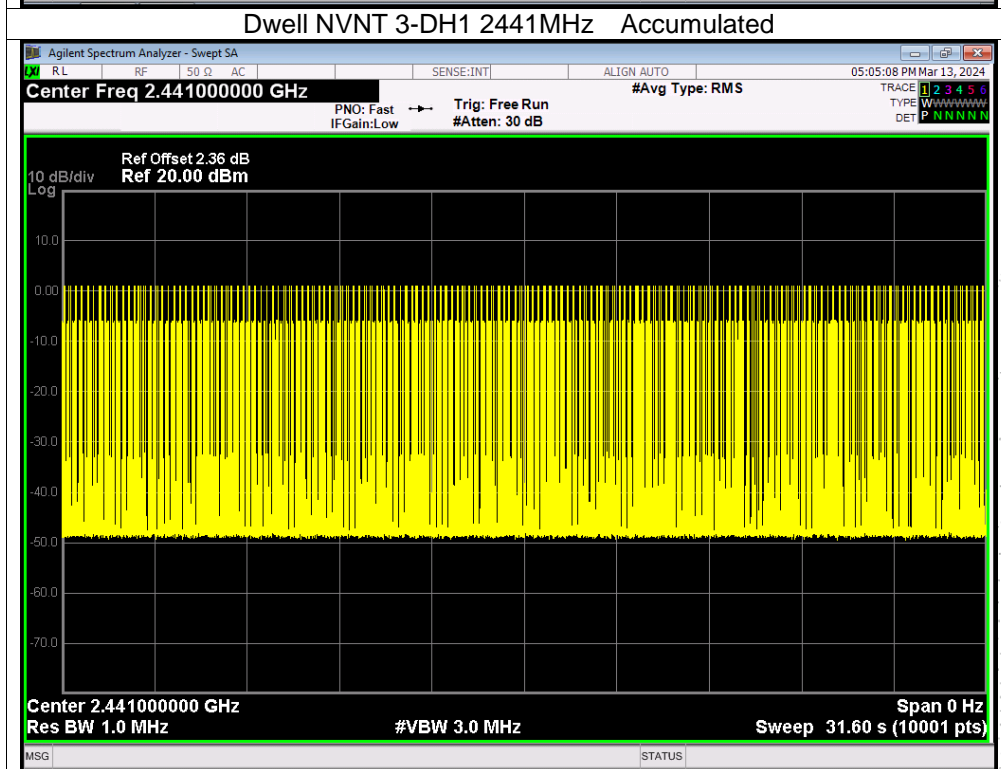 Dwell NVNT 3-DH1 2441MHz Accumulated
Agilent Spectrum Analyzer - Swept SA
LXI RL RF 50 Ω AC SENSE:INT ALIGN AUTO 05:05:08 PM Mar 13, 2024
Center Freq 2.441000000 GHz #Avg Type: RMS TRACE 1 2 3 4 5 6
PNO: Fast Trig: Free Run TYPE WWWWWW
IFGain:Low #Atten: 30 dB DET P N N N N N
Ref Offset 2.36 dB
10 dB/div Ref 20.00 dBm
Log
10.0
0.00
-10.0
-20.0
-30.0
-40.0
-50.0
-60.0
-70.0
Center 2.441000000 GHz Span 0 Hz
Res BW 1.0 MHz #VBW 3.0 MHz Sweep 31.60 s (10001 pts)
MSG STATUS